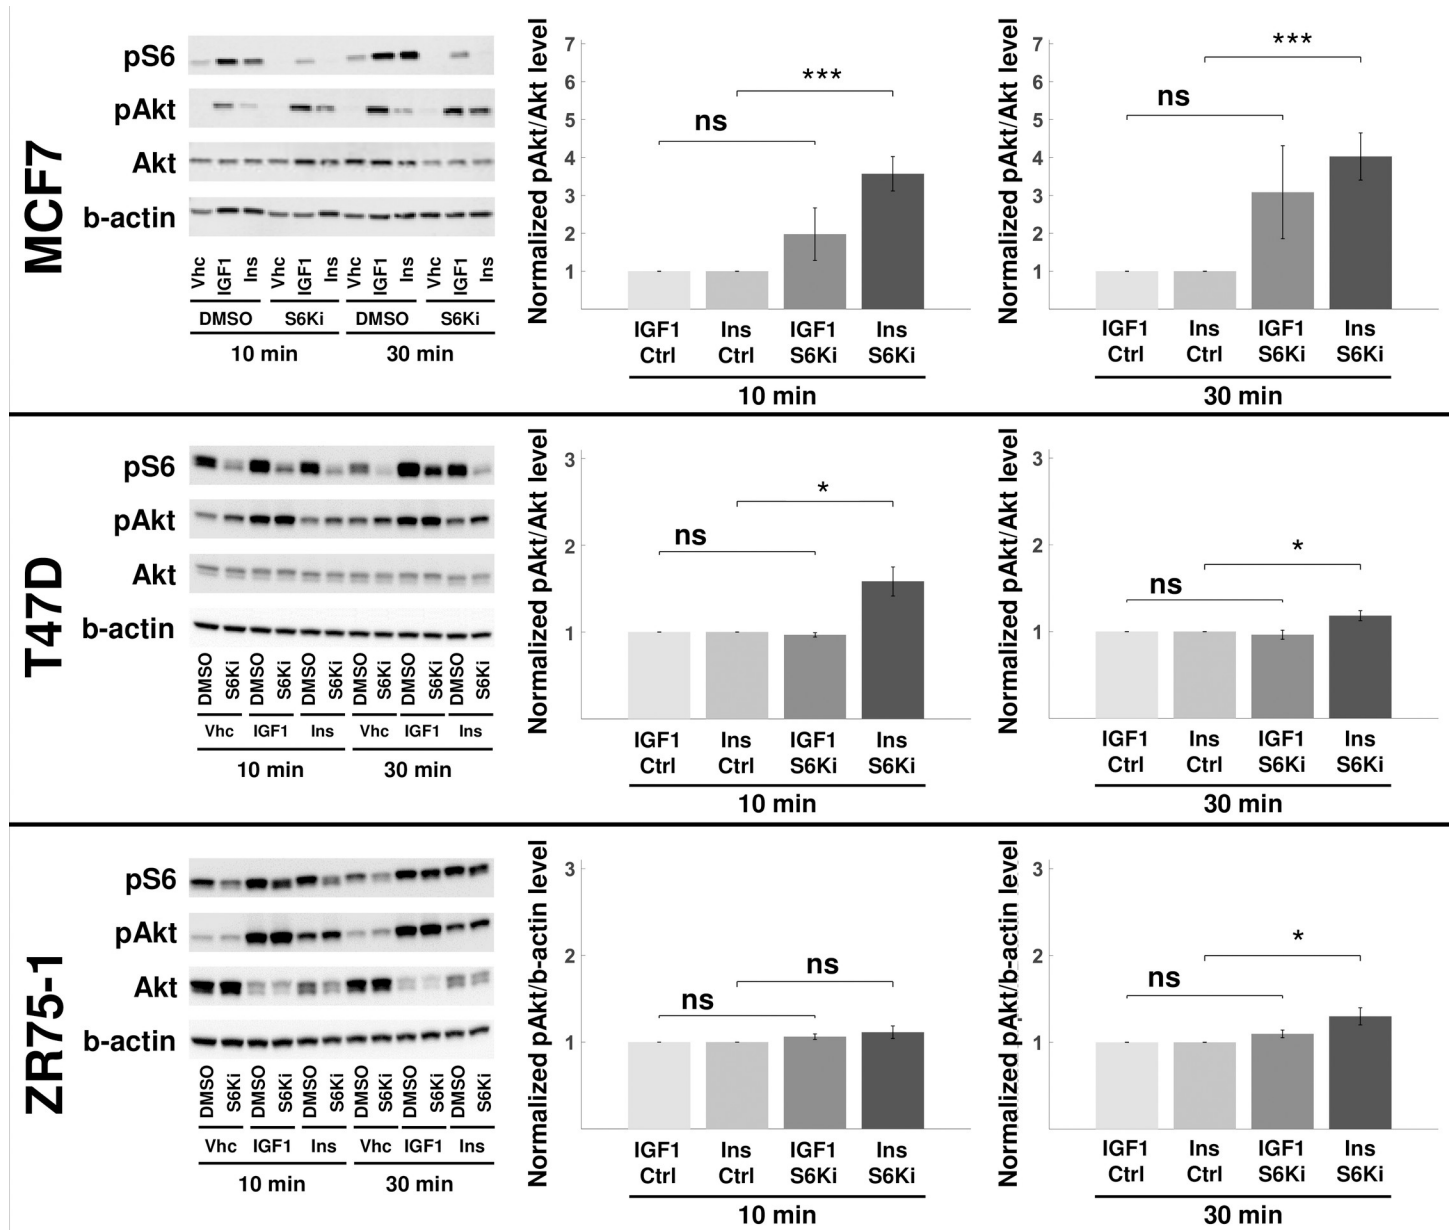 MCF7
pS6
pAkt
Akt
b-actin
Vhc IGF1 Ins Vhc IGF1 Ins Vhc IGF1 Ins Vhc IGF1 Ins
DMSO S6Ki DMSO S6Ki
10 min 30 min
Normalized pAkt/Akt level
7
6
5
4
3
2
1
ns
***
IGF1 Ins IGF1 Ins
Ctrl Ctrl S6Ki S6Ki
10 min
Normalized pAkt/Akt level
7
6
5
4
3
2
1
ns
***
IGF1 Ins IGF1 Ins
Ctrl Ctrl S6Ki S6Ki
30 min
T47D
pS6
pAkt
Akt
b-actin
DMSO S6Ki DMSO S6Ki DMSO S6Ki DMSO S6Ki DMSO S6Ki DMSO S6Ki
Vhc IGF1 Ins Vhc IGF1 Ins
10 min 30 min
Normalized pAkt/Akt level
3
2
1
ns
*
IGF1 Ins IGF1 Ins
Ctrl Ctrl S6Ki S6Ki
10 min
Normalized pAkt/Akt level
3
2
1
ns
*
IGF1 Ins IGF1 Ins
Ctrl Ctrl S6Ki S6Ki
30 min
ZR75-1
pS6
pAkt
Akt
b-actin
DMSO S6Ki DMSO S6Ki DMSO S6Ki DMSO S6Ki DMSO S6Ki DMSO S6Ki
Vhc IGF1 Ins Vhc IGF1 Ins
10 min 30 min
Normalized pAkt/b-actin level
3
2
1
ns
ns
IGF1 Ins IGF1 Ins
Ctrl Ctrl S6Ki S6Ki
10 min
Normalized pAkt/b-actin level
3
2
1
ns
*
IGF1 Ins IGF1 Ins
Ctrl Ctrl S6Ki S6Ki
30 min